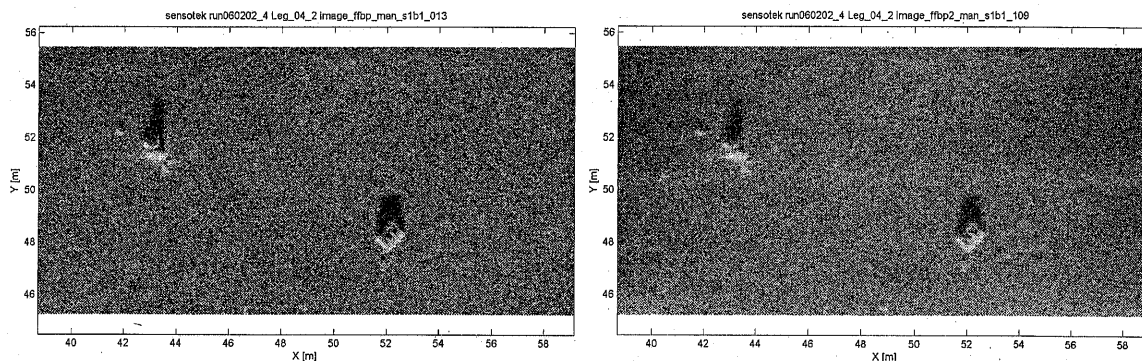 sensotek run060202_4 Leg_04_2 image_ffbp_man_s1b1_013
56
54
52
50
48
46
Y [m]
40 42 44 46 48 50 52 54 56 58
X [m]
sensotek run060202_4 Leg_04_2 image_ffbp2_man_s1b1_109
56
54
52
50
48
46
Y [m]
40 42 44 46 48 50 52 54 56 58
X [m]